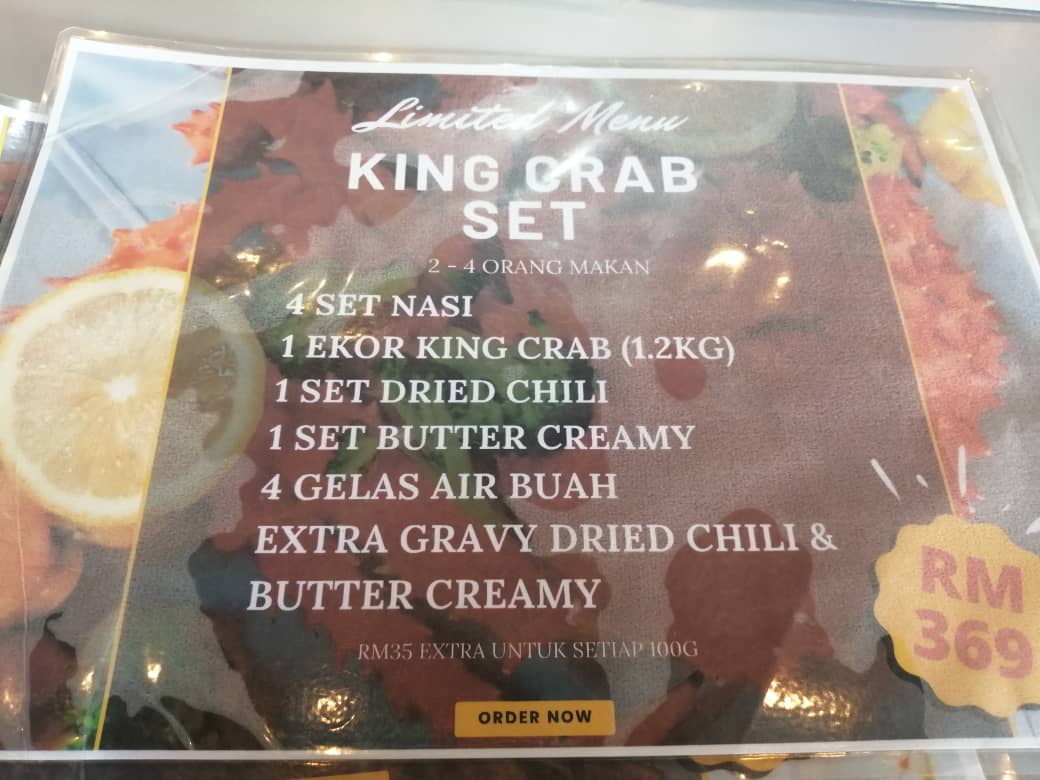 Limited Menu
KING CRAB
SET
2 - 4 ORANG MAKAN
4 SET NASI
1 EKOR KING CRAB (1.2KG)
1 SET DRIED CHILI
1 SET BUTTER CREAMY
4 GELAS AIR BUAH
EXTRA GRAVY DRIED CHILI &
BUTTER CREAMY
RM
369
RM35 EXTRA UNTUK SETIAP 100G
ORDER NOW